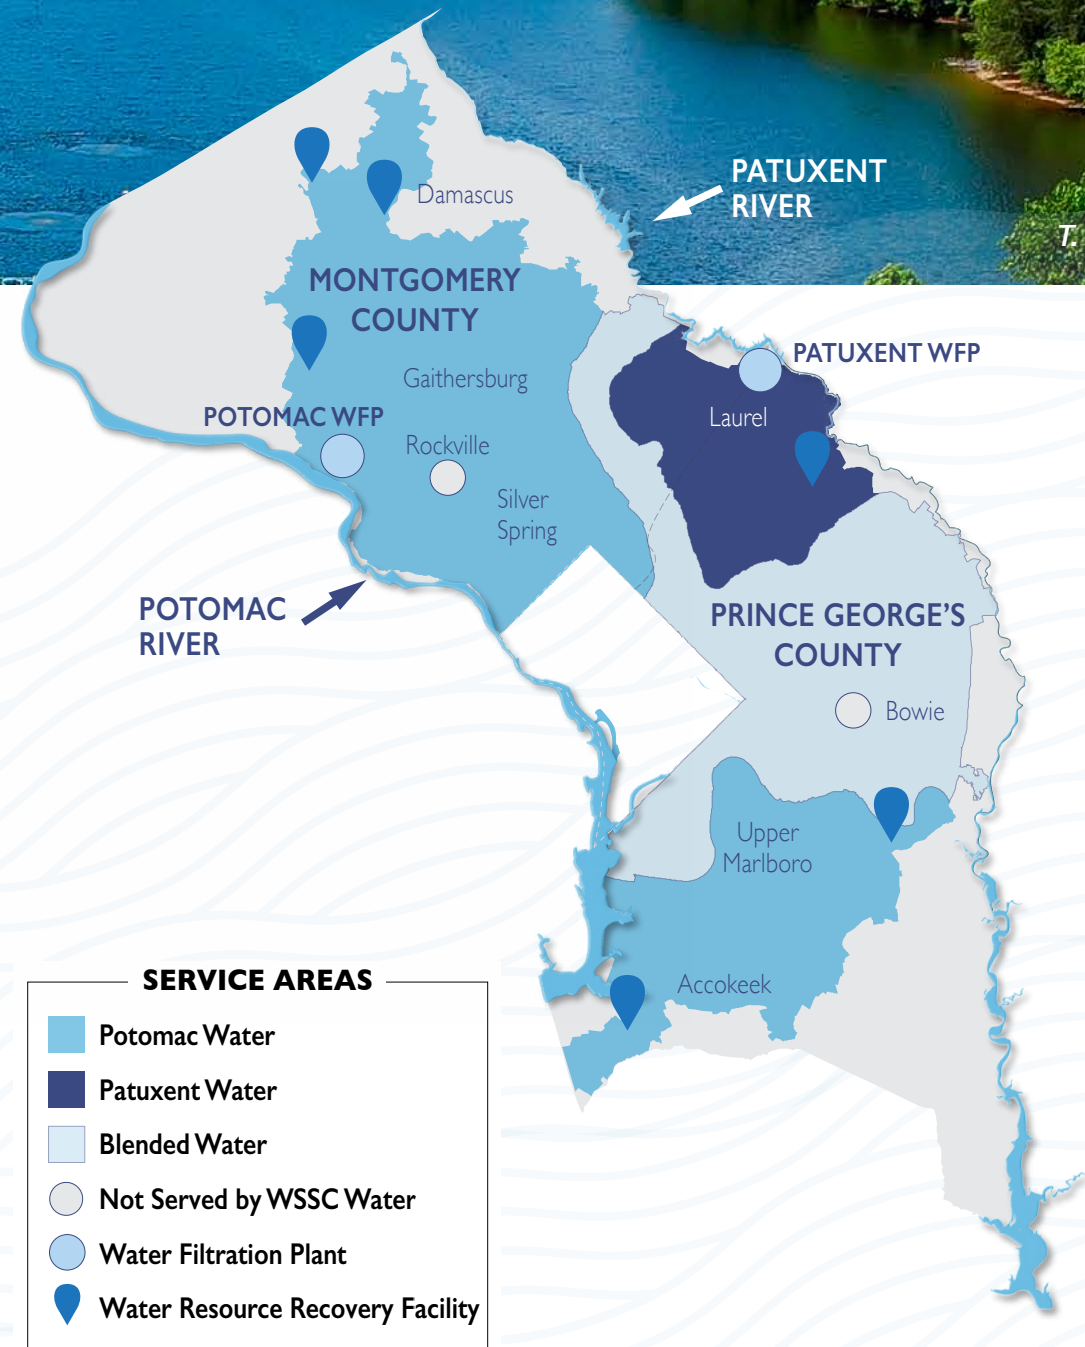 PATUXENT
RIVER
T.
Damascus
MONTGOMERY
COUNTY
PATUXENT WFP
Gaithersburg
POTOMAC WFP
Laurel
Rockville
Silver
Spring
POTOMAC
RIVER
PRINCE GEORGE’S
COUNTY
Bowie
Upper
Marlboro
Accokeek
SERVICE AREAS
Potomac Water
Patuxent Water
Blended Water
Not Served by WSSC Water
Water Filtration Plant
Water Resource Recovery Facility